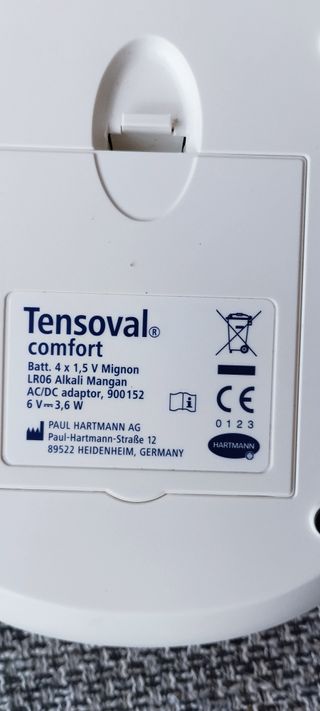 Tensoval®
comfort
Batt. 4 x 1,5 V Mignon
LR06 Alkali Mangan
AC/DC adaptor, 900152
6 V⎓3,6 W
CE
0123
PAUL HARTMANN AG
Paul-Hartmann-Straße 12
89522 HEIDENHEIM, GERMANY
HARTMANN